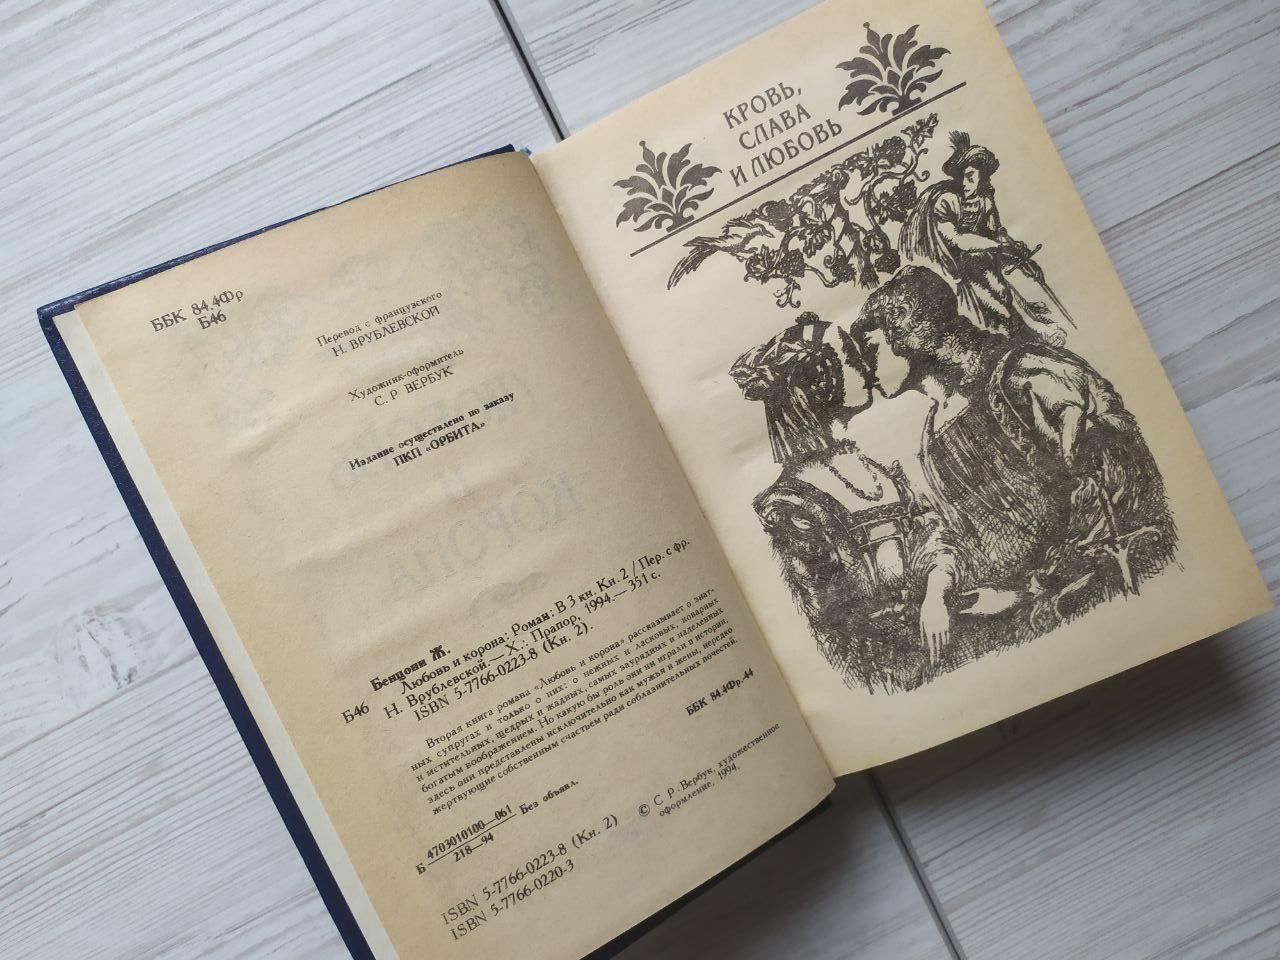 ББК 84.4Фр
Б46
Перевод с французского
Н. ВРУБЛЕВСКОЙ
Художник-оформитель
С. Р ВЕРБУК
Издание осуществлено по заказу
ПКП «ОРБИТА»
Бенцони Ж.
Б46 Любовь и корона: Роман: В 3 кн. Кн. 2 / Пер. с фр.
Н. Врублевской. — Х.: Прапор, 1994.— 351 с.
ISBN 5-7766-0223-8 (Кн. 2).
Вторая книга романа «Любовь и корона» рассказывает о знат-
ных супругах и только о них: о нежных и ласковых, коварных
и мстительных, щедрых и жадных, самых заурядных и наделенных
богатым воображением. Но какую бы роль они ни играли в истории,
здесь они представлены исключительно как мужья и жены, нередко
жертвующие собственным счастьем ради соблазнительных почестей.
Б 4703010100—061
218—94 Без объявл.
ББК 84.4Фр-44
ISBN 5-7766-0223-8 (Кн. 2)
ISBN 5-7766-0220-3
© С. Р. Вербук, художественное
оформление, 1994.
КРОВЬ,
СЛАВА
И ЛЮБОВЬ